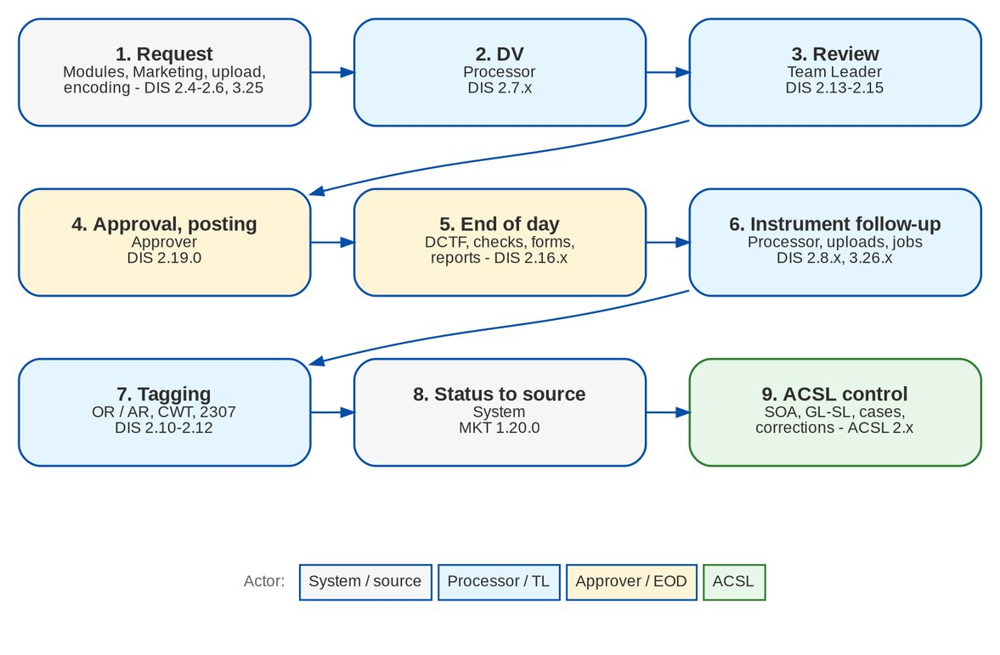 1. Request
Modules, Marketing, upload,
encoding - DIS 2.4-2.6, 3.25
2. DV
Processor
DIS 2.7.x
3. Review
Team Leader
DIS 2.13-2.15
4. Approval, posting
Approver
DIS 2.19.0
5. End of day
DCTF, checks, forms,
reports - DIS 2.16.x
6. Instrument follow-up
Processor, uploads, jobs
DIS 2.8.x, 3.26.x
7. Tagging
OR / AR, CWT, 2307
DIS 2.10-2.12
8. Status to source
System
MKT 1.20.0
9. ACSL control
SOA, GL-SL, cases,
corrections - ACSL 2.x
Actor: System / source Processor / TL Approver / EOD ACSL